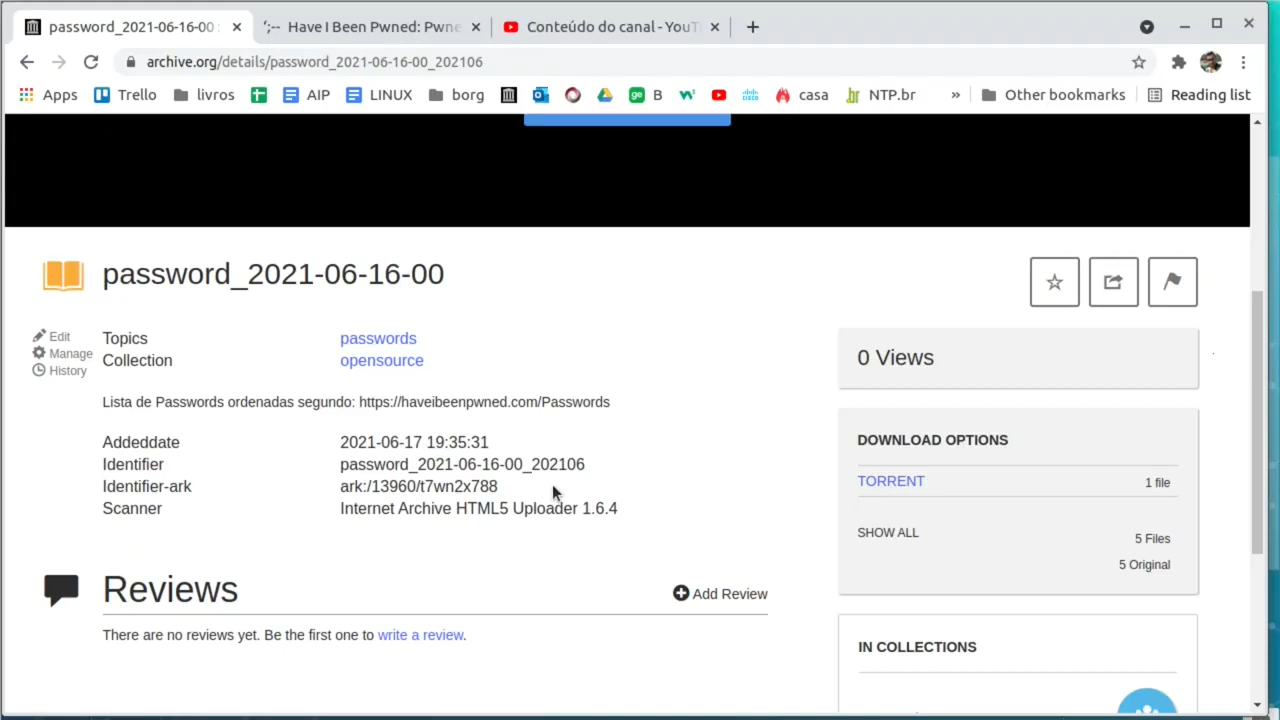 password_2021-06-16-00
';-- Have I Been Pwned: Pwne
Conteúdo do canal - YouT
archive.org/details/password_2021-06-16-00_202106
Apps
Trello
livros
AIP
LINUX
borg
ge
B
cisco
casa
br
NTP.br
»
Other bookmarks
Reading list
password_2021-06-16-00
Edit
Manage
History
Topics
passwords
Collection
opensource
Lista de Passwords ordenadas segundo: https://haveibeenpwned.com/Passwords
Addeddate
2021-06-17 19:35:31
Identifier
password_2021-06-16-00_202106
Identifier-ark
ark:/13960/t7wn2x788
Scanner
Internet Archive HTML5 Uploader 1.6.4
Reviews
Add Review
There are no reviews yet. Be the first one to write a review.
0 Views
DOWNLOAD OPTIONS
TORRENT
1 file
SHOW ALL
5 Files
5 Original
IN COLLECTIONS